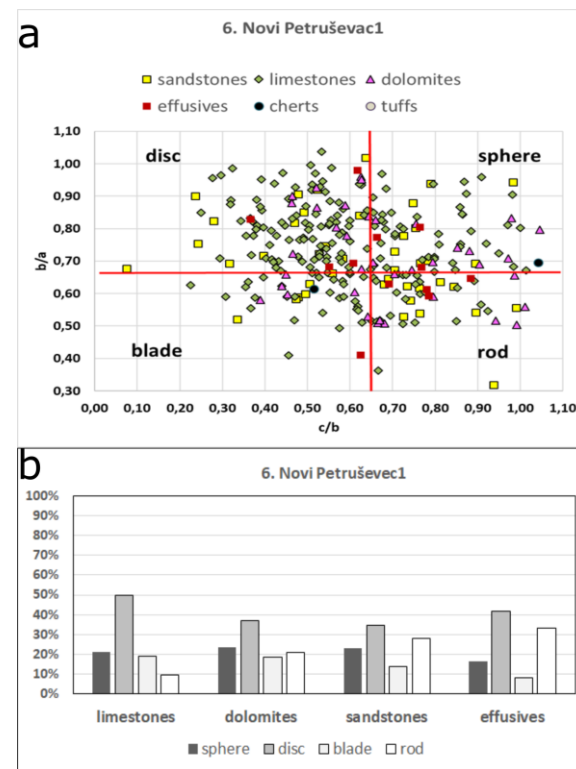 a
6. Novi Petruševac1
sandstones limestones dolomites
effusives cherts tuffs
1,10
disc sphere
1,00
0,90
0,80
b/a
0,70
0,60
0,50
blade rod
0,40
0,30
0,00 0,10 0,20 0,30 0,40 0,50 0,60 0,70 0,80 0,90 1,00 1,10
c/b
b
6. Novi Petruševec1
100%
90%
80%
70%
60%
50%
40%
30%
20%
10%
0%
limestones dolomites sandstones effusives
sphere disc blade rod